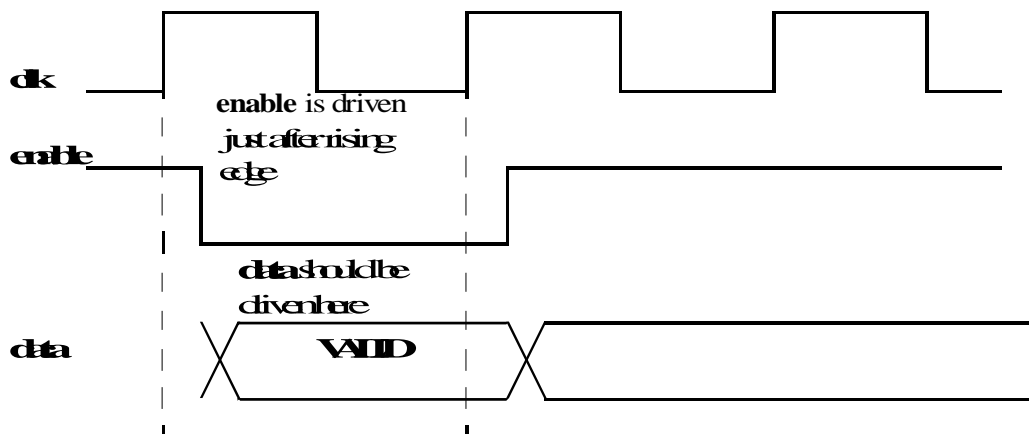 clk
enable is driven
just after rising
edge
enable
data should be
driven here
data
VALID